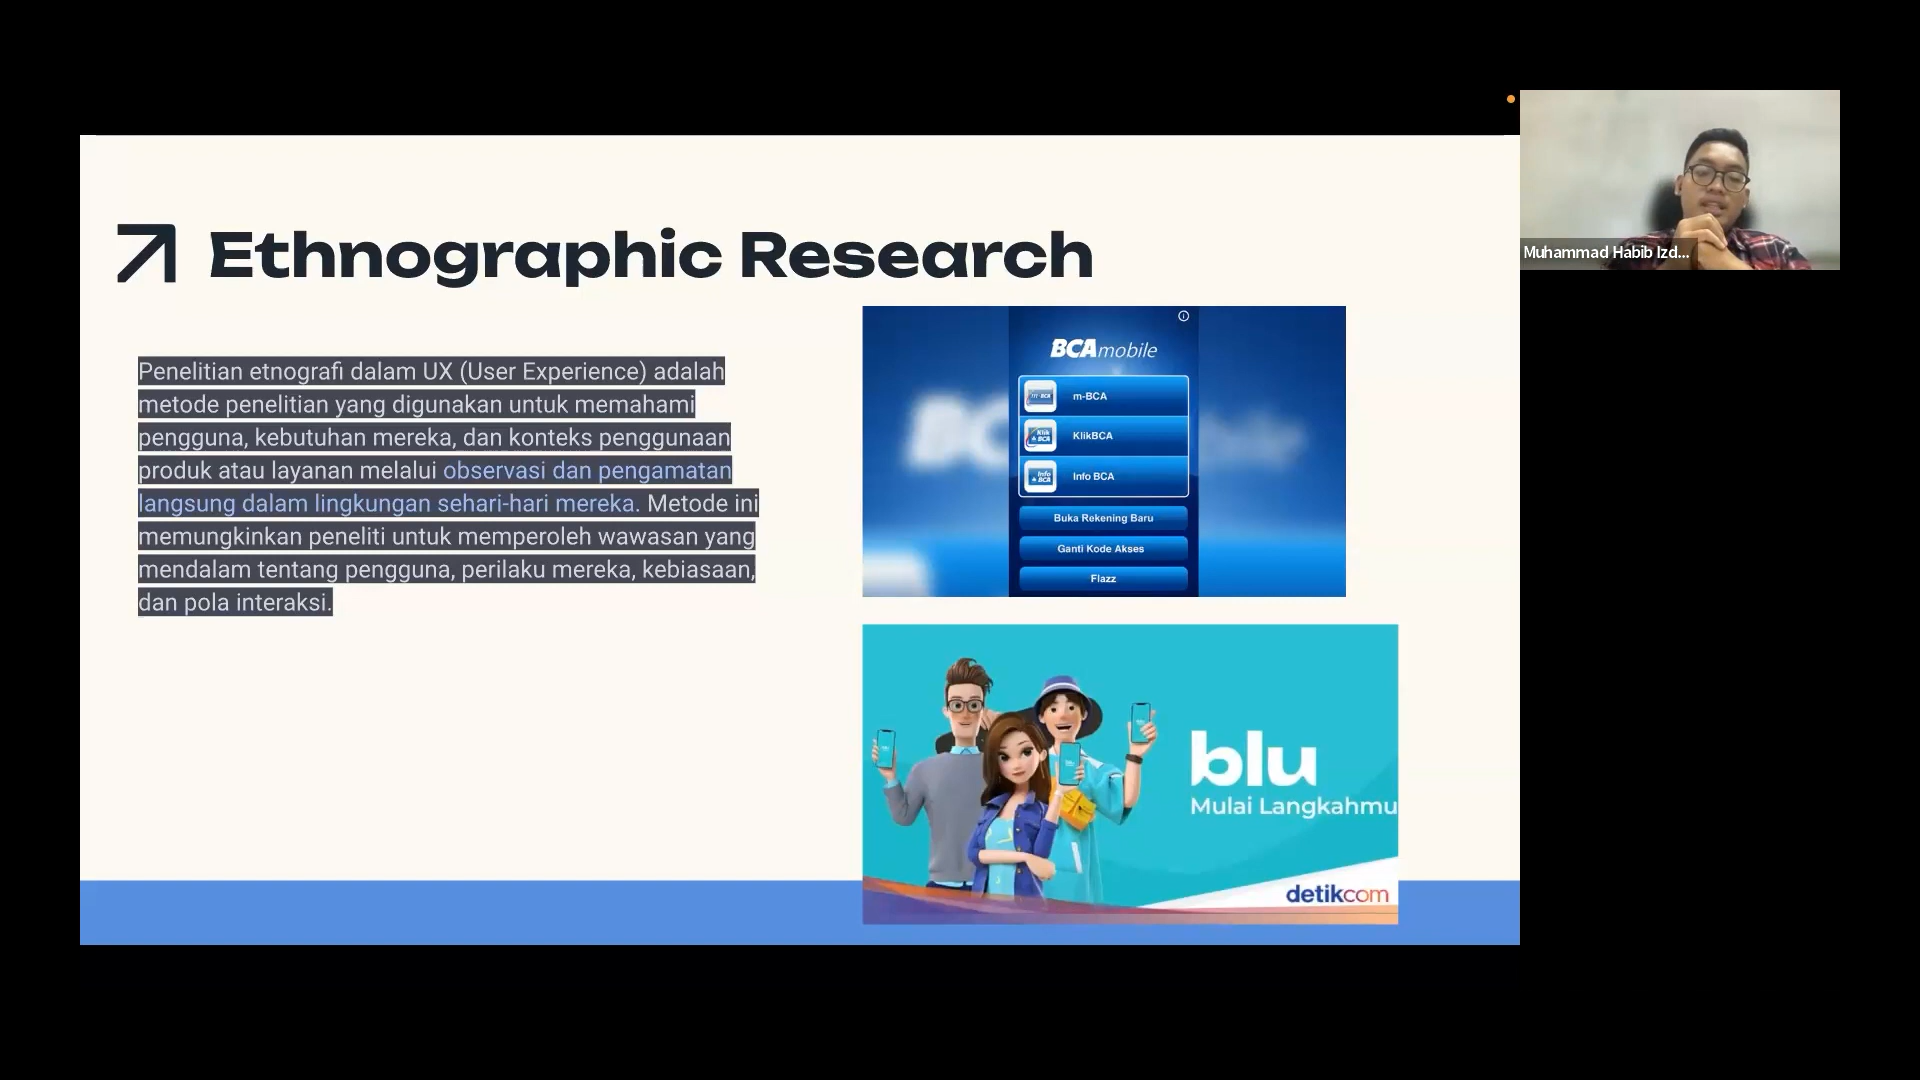 Ethnographic Research
Penelitian etnografi dalam UX (User Experience) adalah
metode penelitian yang digunakan untuk memahami
pengguna, kebutuhan mereka, dan konteks penggunaan
produk atau layanan melalui observasi dan pengamatan
langsung dalam lingkungan sehari-hari mereka. Metode ini
memungkinkan peneliti untuk memperoleh wawasan yang
mendalam tentang pengguna, perilaku mereka, kebiasaan,
dan pola interaksi.
BCA mobile
m-BCA
KlikBCA
Info BCA
Buka Rekening Baru
Ganti Kode Akses
Flazz
blu
Mulai Langkahmu
detikcom
Muhammad Habib Izd...